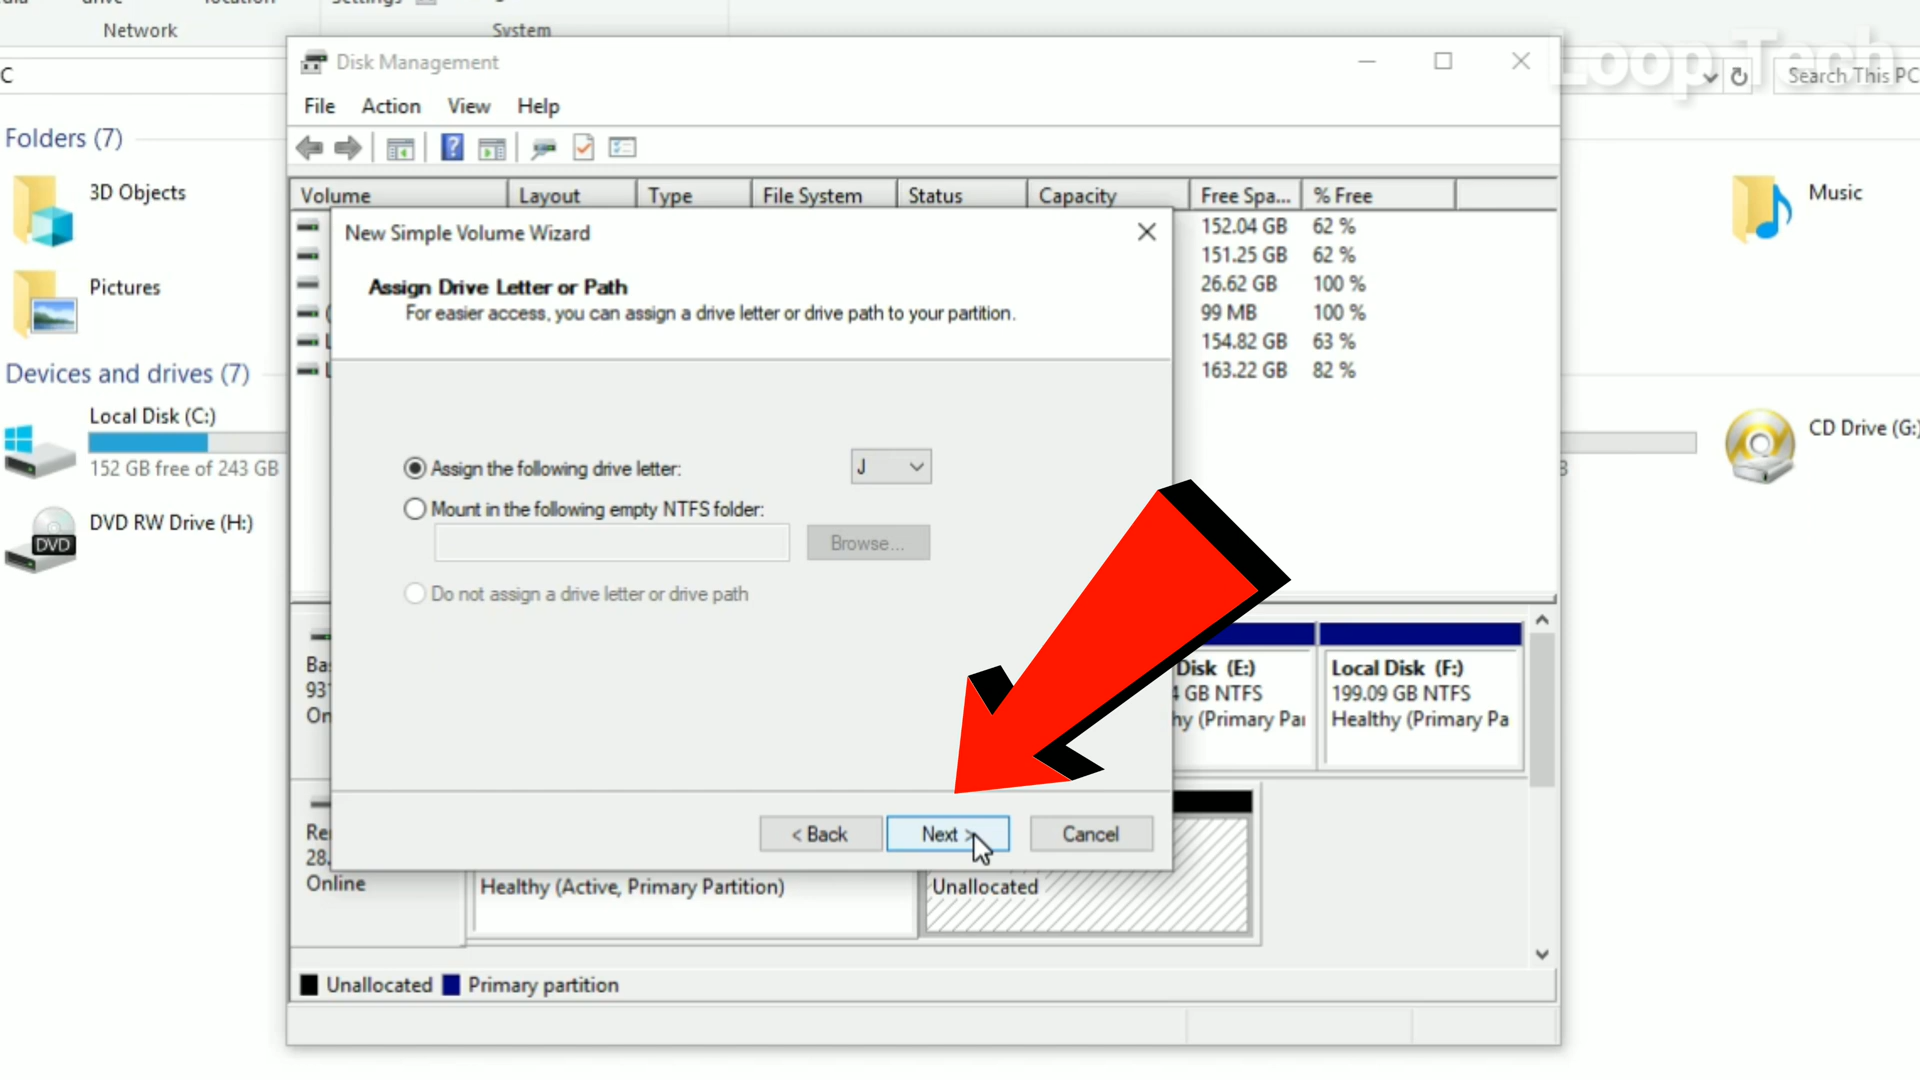 Network
System
Loop Tech
Disk Management
C
Search This PC
File Action View Help
Folders (7)
3D Objects
Music
Pictures
Devices and drives (7)
Local Disk (C:)
152 GB free of 243 GB
DVD RW Drive (H:)
DVD
CD Drive (G:)
Volume Layout Type File System Status Capacity Free Spa... % Free
152.04 GB 62 %
151.25 GB 62 %
26.62 GB 100 %
99 MB 100 %
154.82 GB 63 %
163.22 GB 82 %
New Simple Volume Wizard
Assign Drive Letter or Path
For easier access, you can assign a drive letter or drive path to your partition.
Assign the following drive letter: J
Mount in the following empty NTFS folder:
Browse...
Do not assign a drive letter or drive path
< Back Next > Cancel
Disk (E:)
GB NTFS
(Primary Par
Local Disk (F:)
199.09 GB NTFS
Healthy (Primary Pa
Online
Healthy (Active, Primary Partition)
Unallocated
Unallocated Primary partition